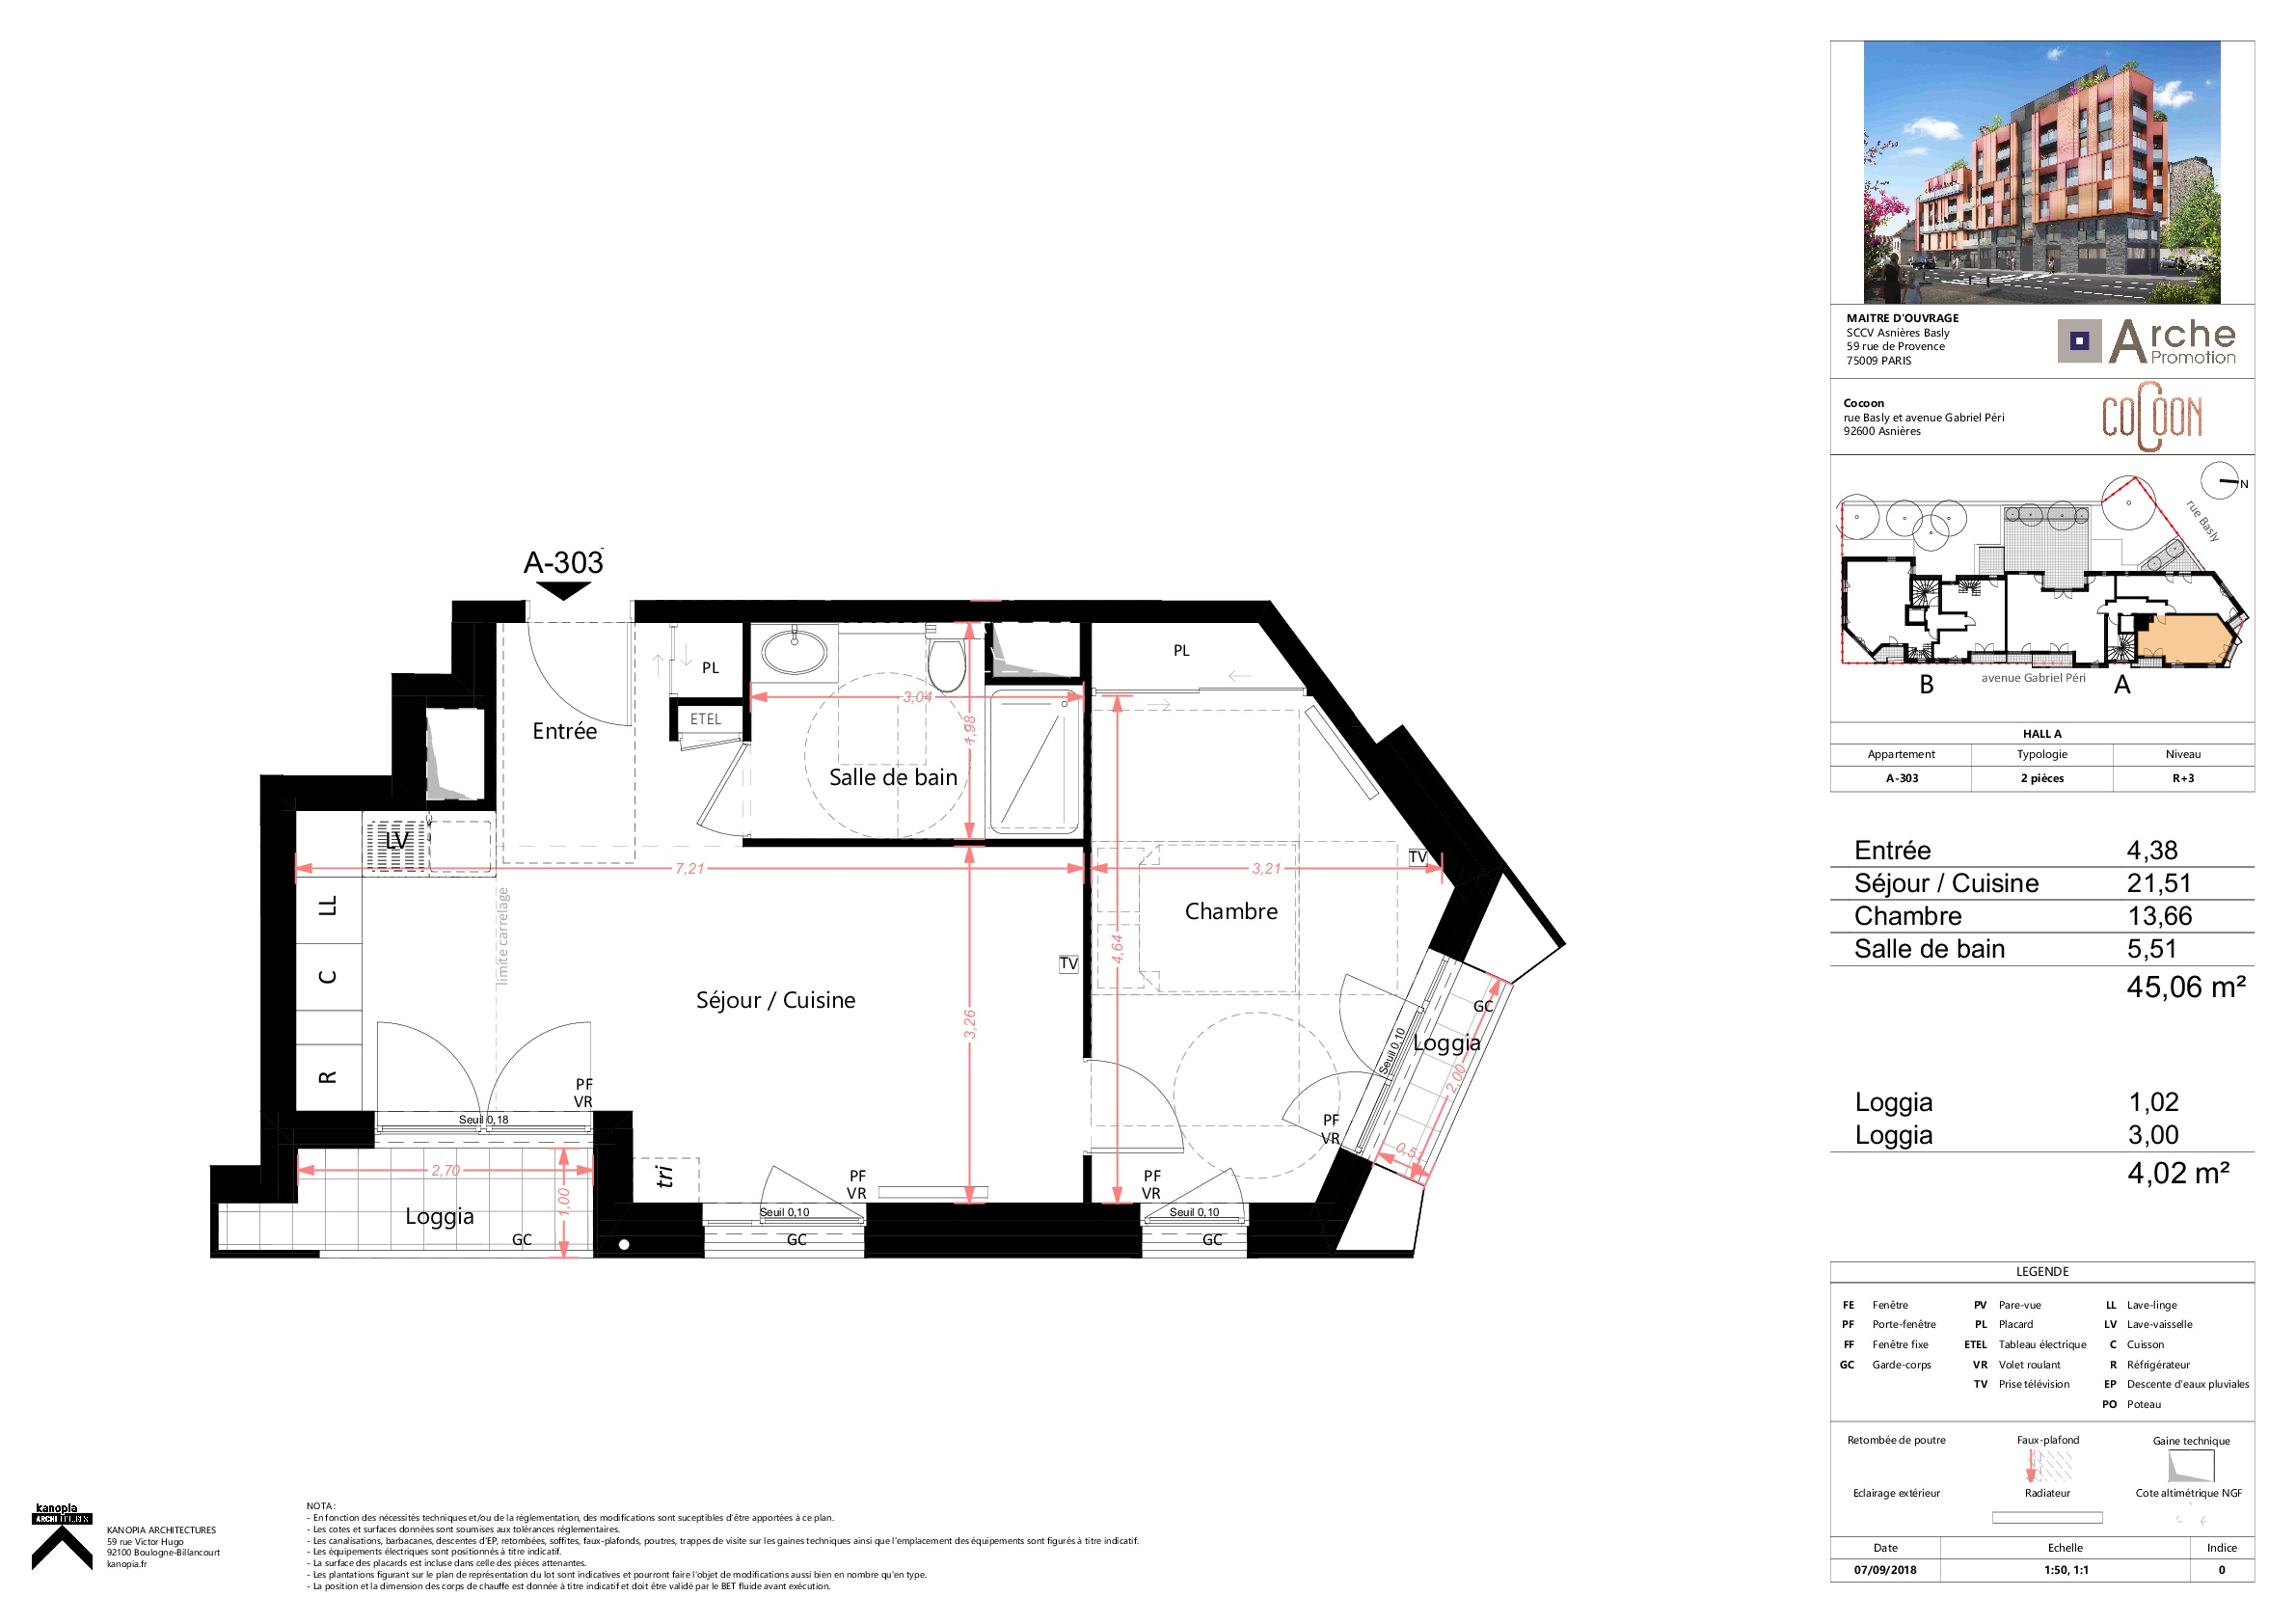 A-303
PL
PL
ETEL
Entrée
3,04
1,98
Salle de bain
LV
7,21
3,21
TV
LL
limite carrelage
Chambre
4,64
C
TV
Séjour / Cuisine
3,26
GC
Seuil 0,10
Loggia
2,00
R
PF
VR
Seuil 0,18
PF
VR
0,51
2,70
1,00
tri
PF
VR
PF
VR
Loggia
GC
Seuil 0,10
GC
Seuil 0,10
GC
MAITRE D'OUVRAGE
SCCV Asnières Basly
59 rue de Provence
75009 PARIS
Arche
Promotion
Cocoon
rue Basly et avenue Gabriel Péri
92600 Asnières
COCOON
N
rue Basly
avenue Gabriel Péri
B
A
HALL A
Appartement Typologie Niveau
A-303 2 pièces R+3
Entrée 4,38
Séjour / Cuisine 21,51
Chambre 13,66
Salle de bain 5,51
45,06 m²
Loggia 1,02
Loggia 3,00
4,02 m²
LEGENDE
FE Fenêtre PV Pare-vue LL Lave-linge
PF Porte-fenêtre PL Placard LV Lave-vaisselle
FF Fenêtre fixe ETEL Tableau électrique C Cuisson
GC Garde-corps VR Volet roulant R Réfrigérateur
TV Prise télévision EP Descente d'eaux pluviales
PO Poteau
Retombée de poutre Faux-plafond Gaine technique
Eclairage extérieur Radiateur Cote altimétrique NGF
Date Echelle Indice
07/09/2018 1:50, 1:1 0
kanopia
ARCHITECTURES
KANOPIA ARCHITECTURES
59 rue Victor Hugo
92100 Boulogne-Billancourt
kanopia.fr
NOTA :
- En fonction des nécessités techniques et/ou de la réglementation, des modifications sont suceptibles d'être apportées à ce plan.
- Les cotes et surfaces données sont soumises aux tolérances réglementaires.
- Les canalisations, barbacanes, descentes d'EP, retombées, soffites, faux-plafonds, poutres, trappes de visite sur les gaines techniques ainsi que l'emplacement des équipements sont figurés à titre indicatif.
- Les équipements électriques sont positionnés à titre indicatif.
- La surface des placards est incluse dans celle des pièces attenantes.
- Les plantations figurant sur le plan de représentation du lot sont indicatives et pourront faire l'objet de modifications aussi bien en nombre qu'en type.
- La position et la dimension des corps de chauffe est donnée à titre indicatif et doit être validé par le BET fluide avant exécution.